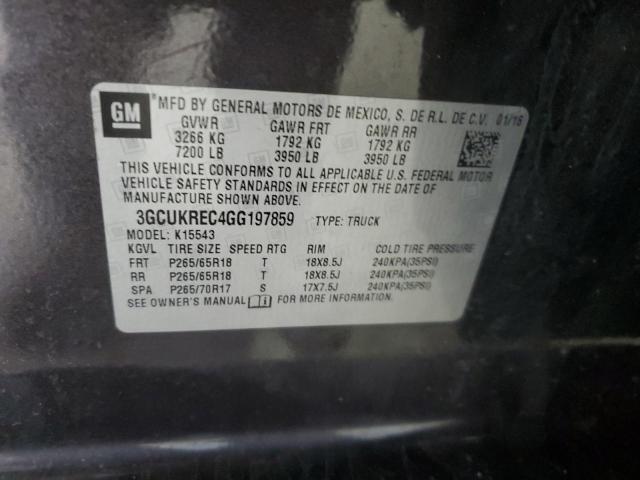 GM
*MFD BY GENERAL MOTORS DE MEXICO, S. DE R.L. DE C.V. 01/16
GVWR GAWR FRT GAWR RR
3266 KG 1792 KG 1792 KG
7200 LB 3950 LB 3950 LB
THIS VEHICLE CONFORMS TO ALL APPLICABLE U.S. FEDERAL MOTOR
VEHICLE SAFETY STANDARDS IN EFFECT ON THE DATE OF
MANUFACTURE SHOWN ABOVE.
3GCUKREC4GG197859 TYPE: TRUCK
MODEL: K15543
KGVL TIRE SIZE SPEED RTG RIM COLD TIRE PRESSURE
FRT P265/65R18 T 18X8.5J 240KPA(35PSI)
RR P265/65R18 T 18X8.5J 240KPA(35PSI)
SPA P265/70R17 S 17X7.5J 240KPA(35PSI)
SEE OWNER'S MANUAL FOR MORE INFORMATION.